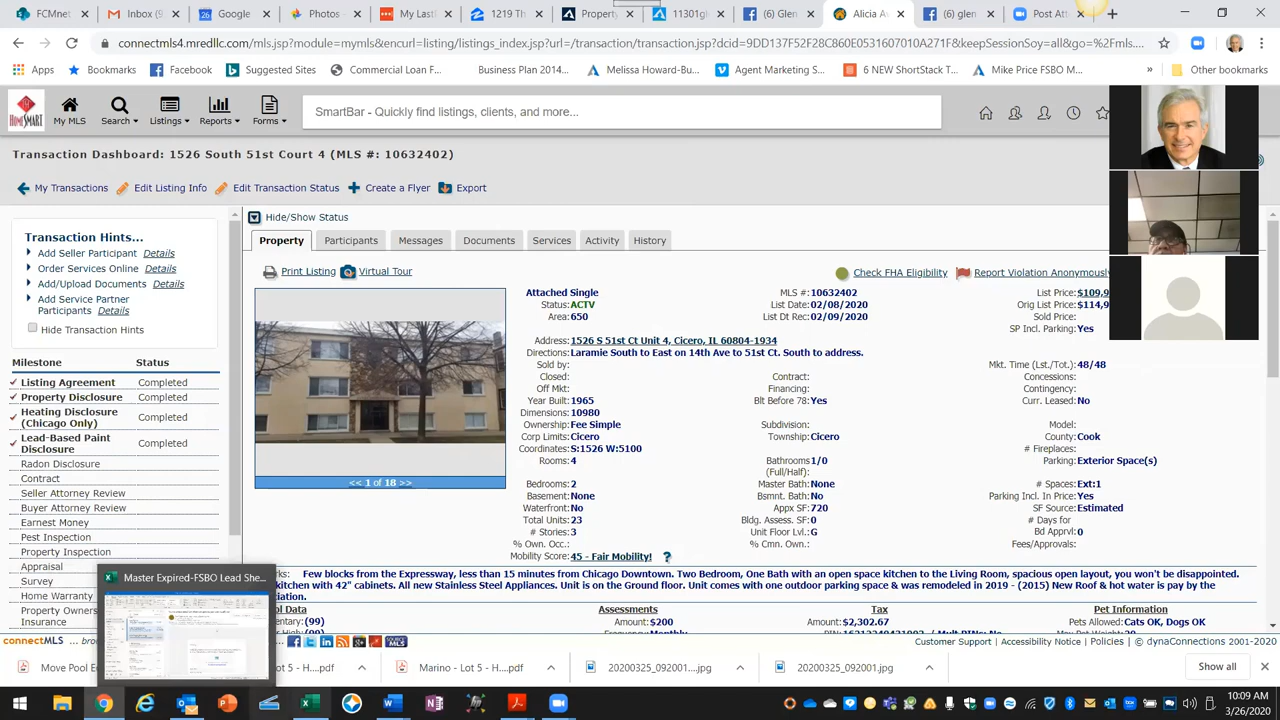 FCMnet
Inbox (9
Google
Photos
My Last
1219 Th
Property
11301g
(6) Glen
Alicia Av
(6) glen
Post Att
connectmls4.mredllc.com/mls.jsp?module=mymls&encurl=listing/listings_index.jsp?url=/transaction/transaction.jsp?dcid=9DD137F52F28C860E0531607010A271F&keepSessionSoy=all&go=%2Fmls....
Apps
Bookmarks
Facebook
Suggested Sites
Commercial Loan F...
Business Plan 2014...
Melissa Howard-Bu...
Agent Marketing S...
6 NEW ShortStack T...
Mike Price FSBO M...
»
Other bookmarks
HOMESMART
My MLS
Search
Listings
Reports
Forms
SmartBar - Quickly find listings, clients, and more...
Transaction Dashboard: 1526 South 51st Court 4 (MLS #: 10632402)
My Transactions
Edit Listing Info
Edit Transaction Status
Create a Flyer
Export
Transaction Hints...
Add Seller Participant Details
Order Services Online Details
Add/Upload Documents Details
Add Service Partner
Participants Details
Hide Transaction Hints
Milestone Status
Listing Agreement Completed
Property Disclosure Completed
Heating Disclosure
(Chicago Only) Completed
Lead-Based Paint
Disclosure Completed
Radon Disclosure
Contract
Seller Attorney Review
Buyer Attorney Review
Earnest Money
Pest Inspection
Property Inspection
Appraisal
Survey
Home Warranty
Property Owners
Insurance
Hide/Show Status
Property
Participants
Messages
Documents
Services
Activity
History
Print Listing
Virtual Tour
Check FHA Eligibility
Report Violation Anonymously
<< 1 of 18 >>
Attached Single MLS #: 10632402 List Price: $109,9
Status: ACTV List Date: 02/08/2020 Orig List Price: $114,9
Area: 650 List Dt Rec: 02/09/2020 Sold Price:
SP Incl. Parking: Yes
Address: 1526 S 51st Ct Unit 4, Cicero, IL 60804-1934
Directions: Laramie South to East on 14th Ave to 51st Ct. South to address.
Sold by: Mkt. Time (Lst./Tot.): 48/48
Closed: Contract: Concessions:
Off Mkt: Financing: Contingency:
Year Built: 1965 Blt Before 78: Yes Curr. Leased: No
Dimensions: 10980
Ownership: Fee Simple Subdivision: Model:
Corp Limits: Cicero Township: Cicero County: Cook
Coordinates: S:1526 W:5100 # Fireplaces:
Rooms: 4 Bathrooms 1/0 Parking: Exterior Space(s)
(Full/Half):
Bedrooms: 2 Master Bath: None # Spaces: Ext:1
Basement: None Bsmnt. Bath: No Parking Incl. In Price: Yes
Waterfront: No Appx SF: 720 SF Source: Estimated
Total Units: 23 Bldg. Assess. SF: 0 # Days for
# Stories: 3 Unit Floor Lvl.: G Bd Apprvl: 0
% Own. Occ.: % Cmn. Own.: Fees/Approvals:
Mobility Score: 45 - Fair Mobility! ?
rks: Few blocks from the Expressway, less than 15 minutes from Chicago Downtown. Two Bedroom, One Bath with an open space kitchen to the Living Room, spacious open layout, you won't be disappointed.
kitchen with 42" cabinets. All new Stainless Steel Appliances. Unit is on the Ground floor. Unit comes with one outdoor parking space & was remodeled in 2019 - (2015) New Roof & hot water is pay by the
ciation.
ol Data Assessments Tax Pet Information
entary: (99) Amount: $200 Amount: $2,302.67 Pets Allowed: Cats OK, Dogs OK
Master Expired-FSBO Lead She...
connectMLS ... bro
Customer Support | Accessibility Notice | Policies | © dynaConnections 2001-2020
Move Pool E
Lot 5 - H....pdf
Marino - Lot 5 - H....pdf
20200325_092001....jpg
20200325_092001.jpg
Show all
10:09 AM
3/26/2020